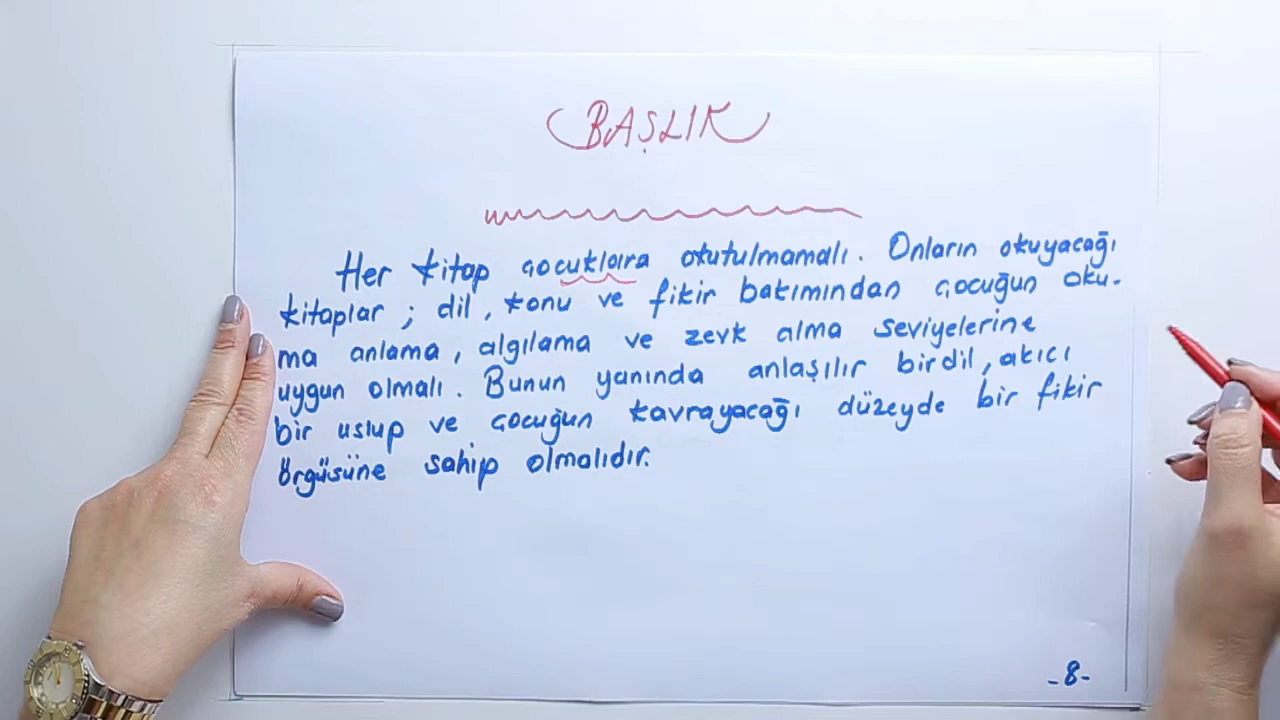 BAŞLIK
Her kitap çocuklara okutulmamalı. Onların okuyacağı
kitaplar; dil, konu ve fikir bakımından çocuğun oku-
ma anlama, algılama ve zevk alma seviyelerine
uygun olmalı. Bunun yanında anlaşılır bir dil, akıcı
bir uslup ve çocuğun kavrayacağı düzeyde bir fikir
örgüsüne sahip olmalıdır.
-8-